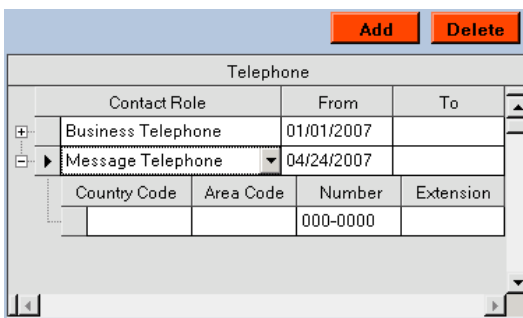 Add Delete
Telephone
Contact Role From To
Business Telephone 01/01/2007
Message Telephone 04/24/2007
Country Code Area Code Number Extension
000-0000